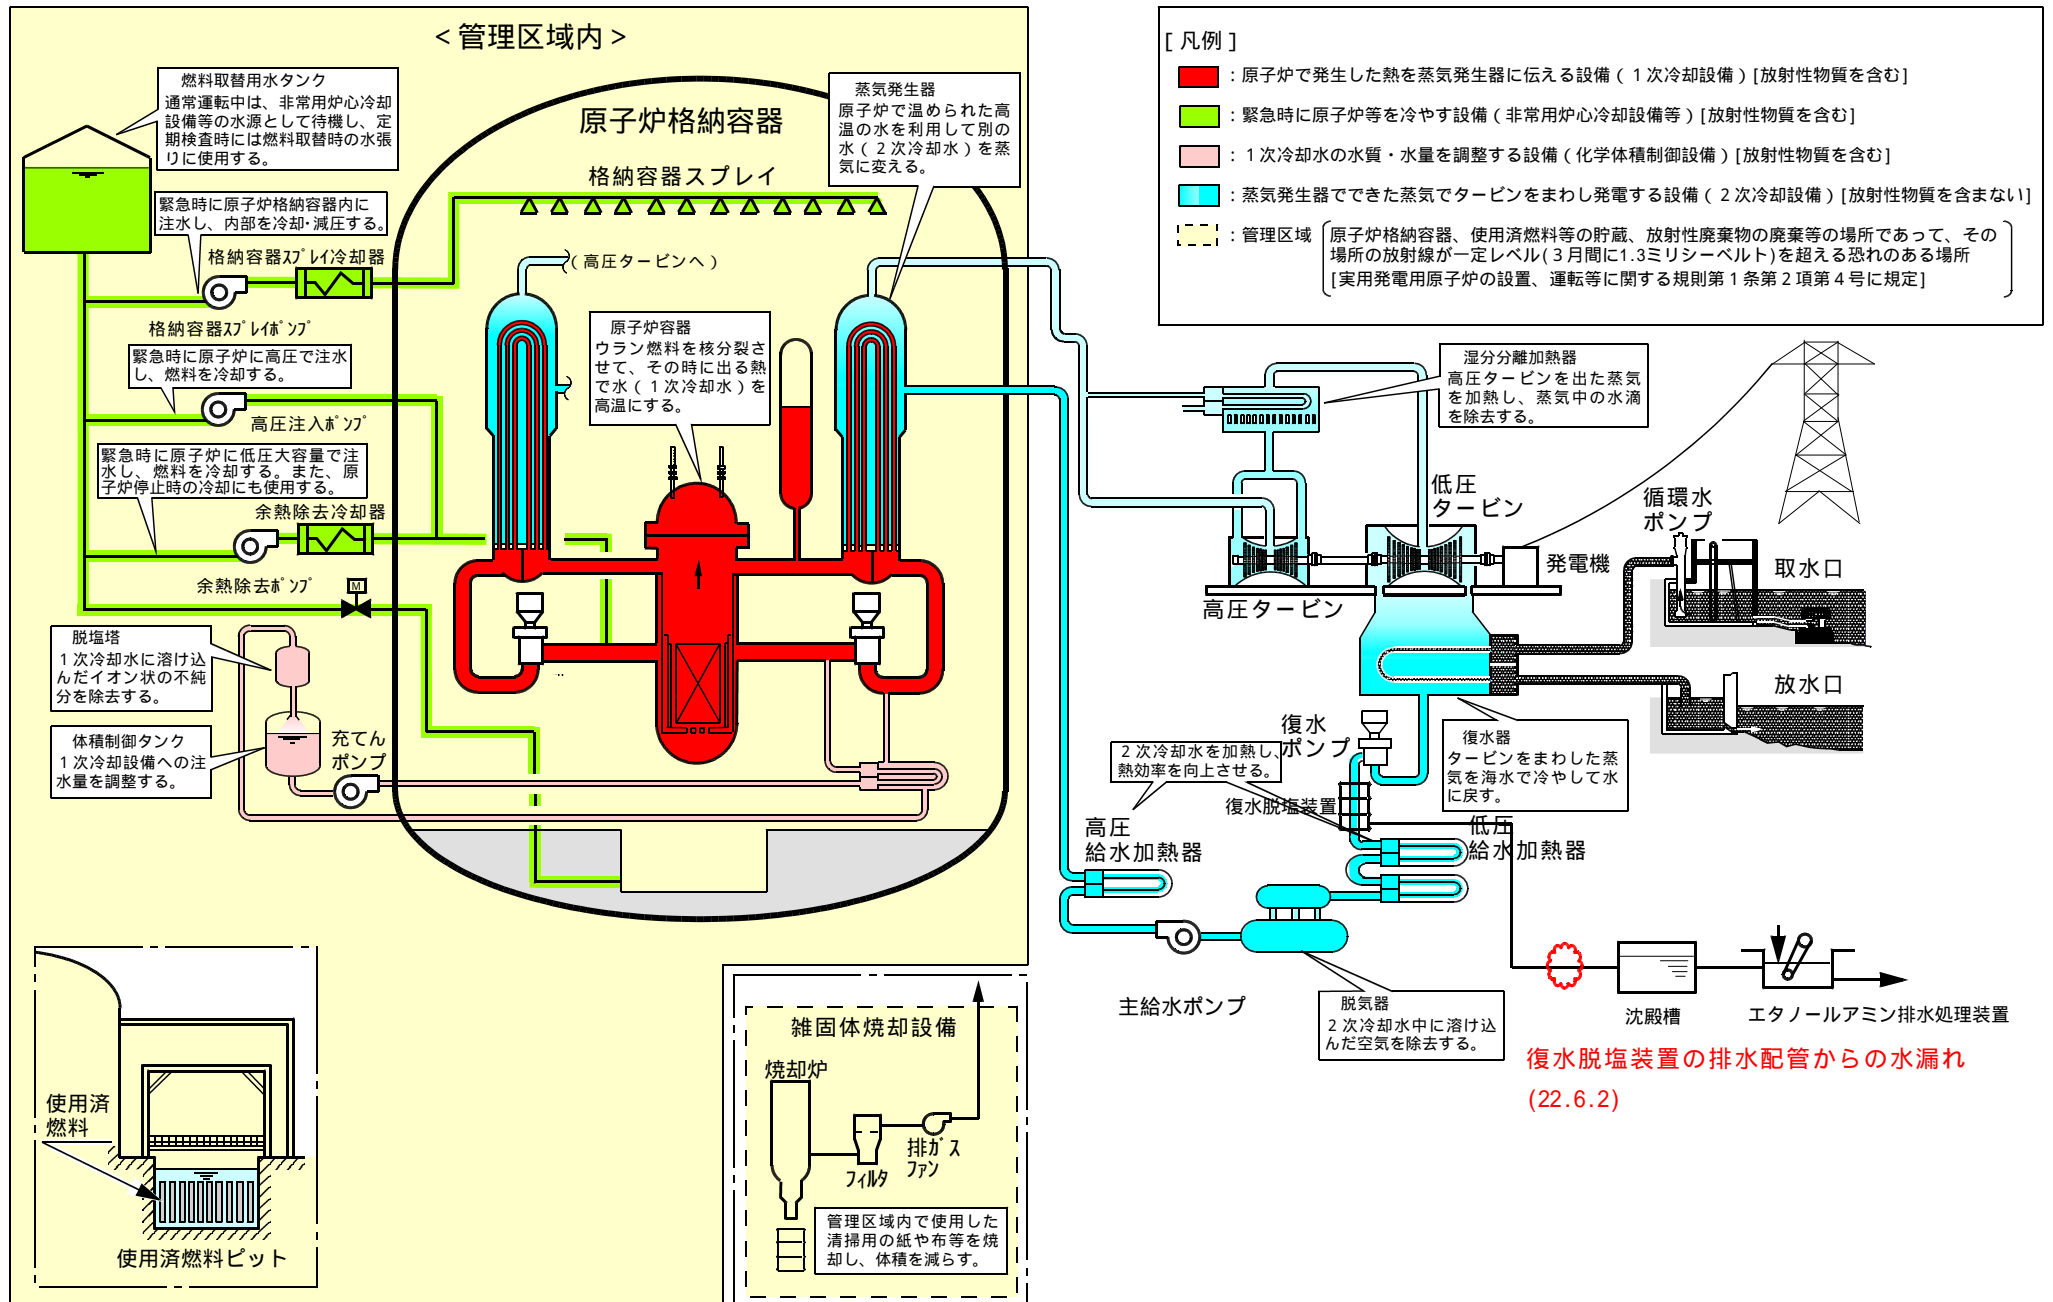 ＜管理区域内＞
燃料取替用水タンク
通常運転中は、非常用炉心冷却
設備等の水源として待機し、定
期検査時には燃料取替時の水張
りに使用する。
原子炉格納容器
格納容器スプレイ
蒸気発生器
原子炉で温められた高
温の水を利用して別の
水（２次冷却水）を蒸
気に変える。
緊急時に原子炉格納容器内に
注水し、内部を冷却･減圧する。
格納容器ｽﾌﾟﾚｲ冷却器
（高圧タービンへ）
格納容器ｽﾌﾟﾚｲﾎﾟﾝﾌﾟ
緊急時に原子炉に高圧で注水
し、燃料を冷却する。
高圧注入ﾎﾟﾝﾌﾟ
原子炉容器
ウラン燃料を核分裂さ
せて、その時に出る熱
で水（１次冷却水）を
高温にする。
緊急時に原子炉に低圧大容量で注
水し、燃料を冷却する。また、原
子炉停止時の冷却にも使用する。
余熱除去冷却器
余熱除去ﾎﾟﾝﾌﾟ
M
脱塩塔
１次冷却水に溶け込
んだイオン状の不純
分を除去する。
体積制御タンク
１次冷却設備への注
水量を調整する。
充てん
ポンプ
使用済
燃料
使用済燃料ピット
雑固体焼却設備
焼却炉
フィルタ
排ｶﾞｽ
ﾌｧﾝ
管理区域内で使用した
清掃用の紙や布等を焼
却し、体積を減らす。
[凡例]
：原子炉で発生した熱を蒸気発生器に伝える設備（１次冷却設備）[放射性物質を含む]
：緊急時に原子炉等を冷やす設備（非常用炉心冷却設備等）[放射性物質を含む]
：１次冷却水の水質・水量を調整する設備（化学体積制御設備）[放射性物質を含む]
：蒸気発生器でできた蒸気でタービンをまわし発電する設備（２次冷却設備）[放射性物質を含まない]
：管理区域
原子炉格納容器、使用済燃料等の貯蔵、放射性廃棄物の廃棄等の場所であって、その
場所の放射線が一定レベル(３月間に1.3ミリシーベルト)を超える恐れのある場所
[実用発電用原子炉の設置、運転等に関する規則第１条第２項第４号に規定]
湿分分離加熱器
高圧タービンを出た蒸気
を加熱し、蒸気中の水滴
を除去する。
低圧
タービン
高圧タービン
発電機
循環水
ポンプ
取水口
放水口
復水
ポンプ
復水器
タービンをまわした蒸
気を海水で冷やして水
に戻す。
２次冷却水を加熱し、
熱効率を向上させる。
復水脱塩装置
高圧
給水加熱器
低圧
給水加熱器
主給水ポンプ
脱気器
２次冷却水中に溶け込
んだ空気を除去する。
沈殿槽
エタノールアミン排水処理装置
復水脱塩装置の排水配管からの水漏れ
(22.6.2)